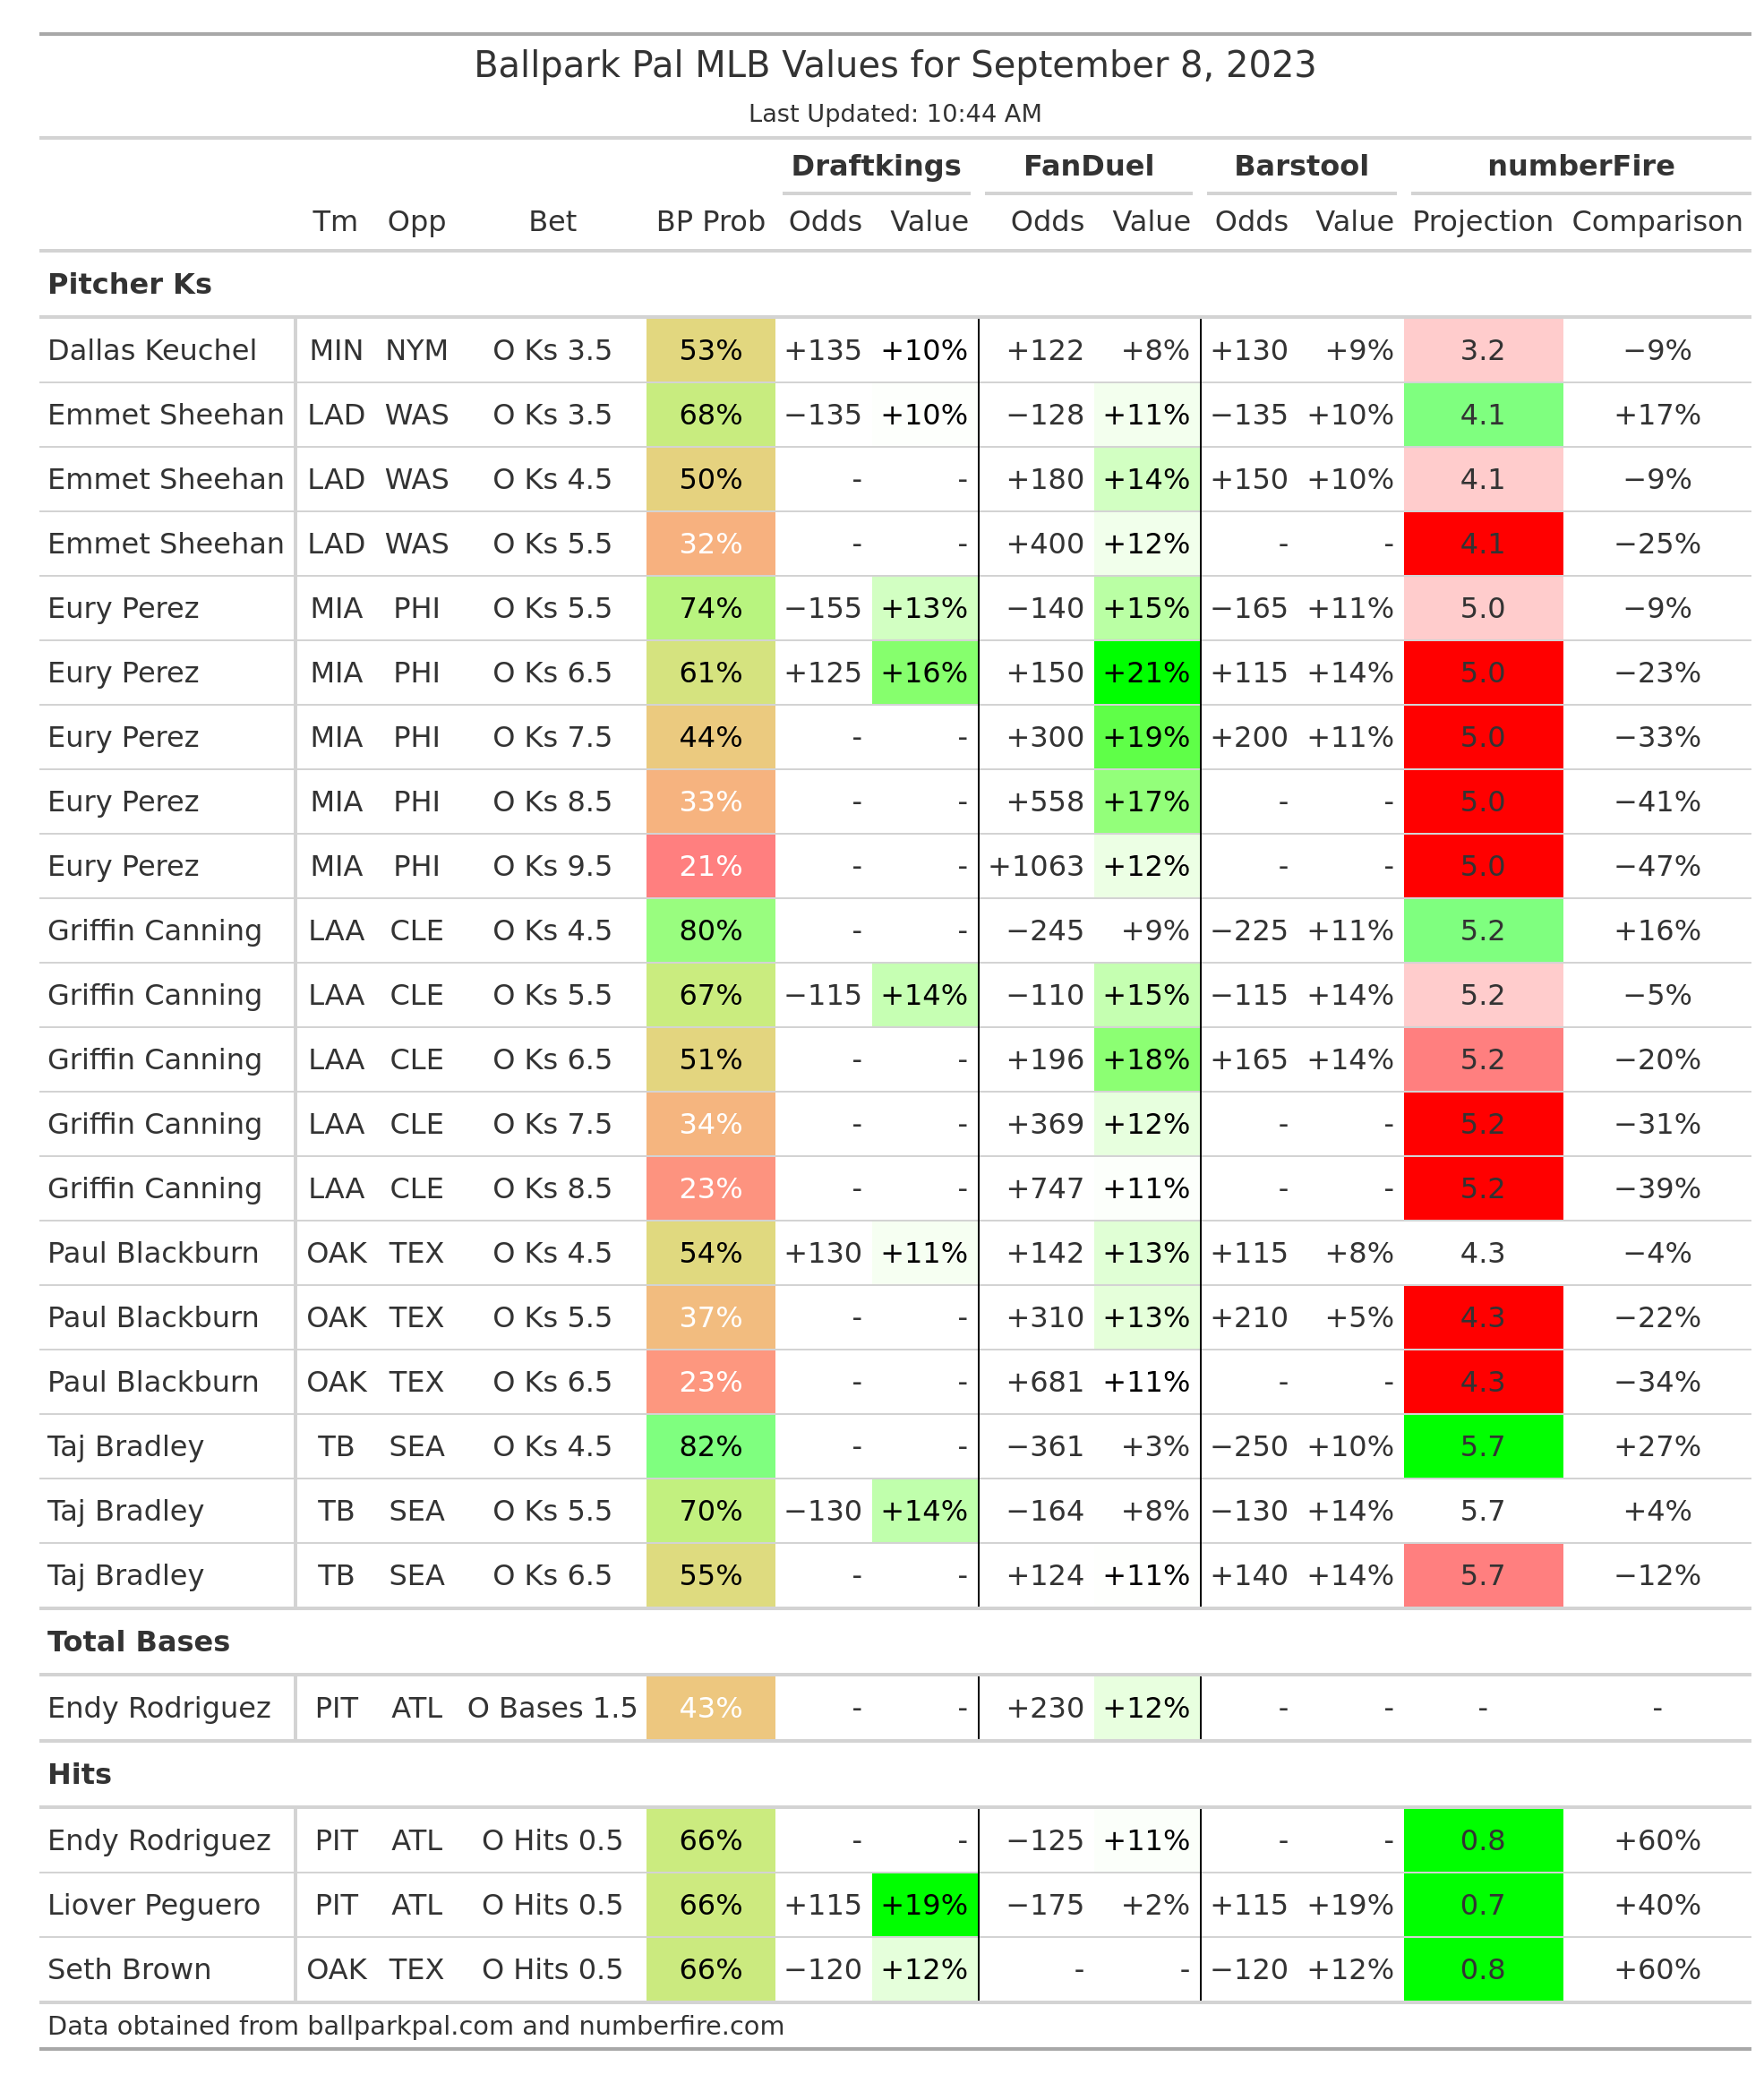 Ballpark Pal MLB Values for September 8, 2023
Last Updated: 10:44 AM
Draftkings FanDuel Barstool numberFire
Tm Opp Bet BP Prob Odds Value Odds Value Odds Value Projection Comparison
Pitcher Ks
Dallas Keuchel MIN NYM O Ks 3.5 53% +135 +10% +122 +8% +130 +9% 3.2 −9%
Emmet Sheehan LAD WAS O Ks 3.5 68% −135 +10% −128 +11% −135 +10% 4.1 +17%
Emmet Sheehan LAD WAS O Ks 4.5 50% - - +180 +14% +150 +10% 4.1 −9%
Emmet Sheehan LAD WAS O Ks 5.5 32% - - +400 +12% - - 4.1 −25%
Eury Perez MIA PHI O Ks 5.5 74% −155 +13% −140 +15% −165 +11% 5.0 −9%
Eury Perez MIA PHI O Ks 6.5 61% +125 +16% +150 +21% +115 +14% 5.0 −23%
Eury Perez MIA PHI O Ks 7.5 44% - - +300 +19% +200 +11% 5.0 −33%
Eury Perez MIA PHI O Ks 8.5 33% - - +558 +17% - - 5.0 −41%
Eury Perez MIA PHI O Ks 9.5 21% - - +1063 +12% - - 5.0 −47%
Griffin Canning LAA CLE O Ks 4.5 80% - - −245 +9% −225 +11% 5.2 +16%
Griffin Canning LAA CLE O Ks 5.5 67% −115 +14% −110 +15% −115 +14% 5.2 −5%
Griffin Canning LAA CLE O Ks 6.5 51% - - +196 +18% +165 +14% 5.2 −20%
Griffin Canning LAA CLE O Ks 7.5 34% - - +369 +12% - - 5.2 −31%
Griffin Canning LAA CLE O Ks 8.5 23% - - +747 +11% - - 5.2 −39%
Paul Blackburn OAK TEX O Ks 4.5 54% +130 +11% +142 +13% +115 +8% 4.3 −4%
Paul Blackburn OAK TEX O Ks 5.5 37% - - +310 +13% +210 +5% 4.3 −22%
Paul Blackburn OAK TEX O Ks 6.5 23% - - +681 +11% - - 4.3 −34%
Taj Bradley TB SEA O Ks 4.5 82% - - −361 +3% −250 +10% 5.7 +27%
Taj Bradley TB SEA O Ks 5.5 70% −130 +14% −164 +8% −130 +14% 5.7 +4%
Taj Bradley TB SEA O Ks 6.5 55% - - +124 +11% +140 +14% 5.7 −12%
Total Bases
Endy Rodriguez PIT ATL O Bases 1.5 43% - - +230 +12% - - - -
Hits
Endy Rodriguez PIT ATL O Hits 0.5 66% - - −125 +11% - - 0.8 +60%
Liover Peguero PIT ATL O Hits 0.5 66% +115 +19% −175 +2% +115 +19% 0.7 +40%
Seth Brown OAK TEX O Hits 0.5 66% −120 +12% - - −120 +12% 0.8 +60%
Data obtained from ballparkpal.com and numberfire.com